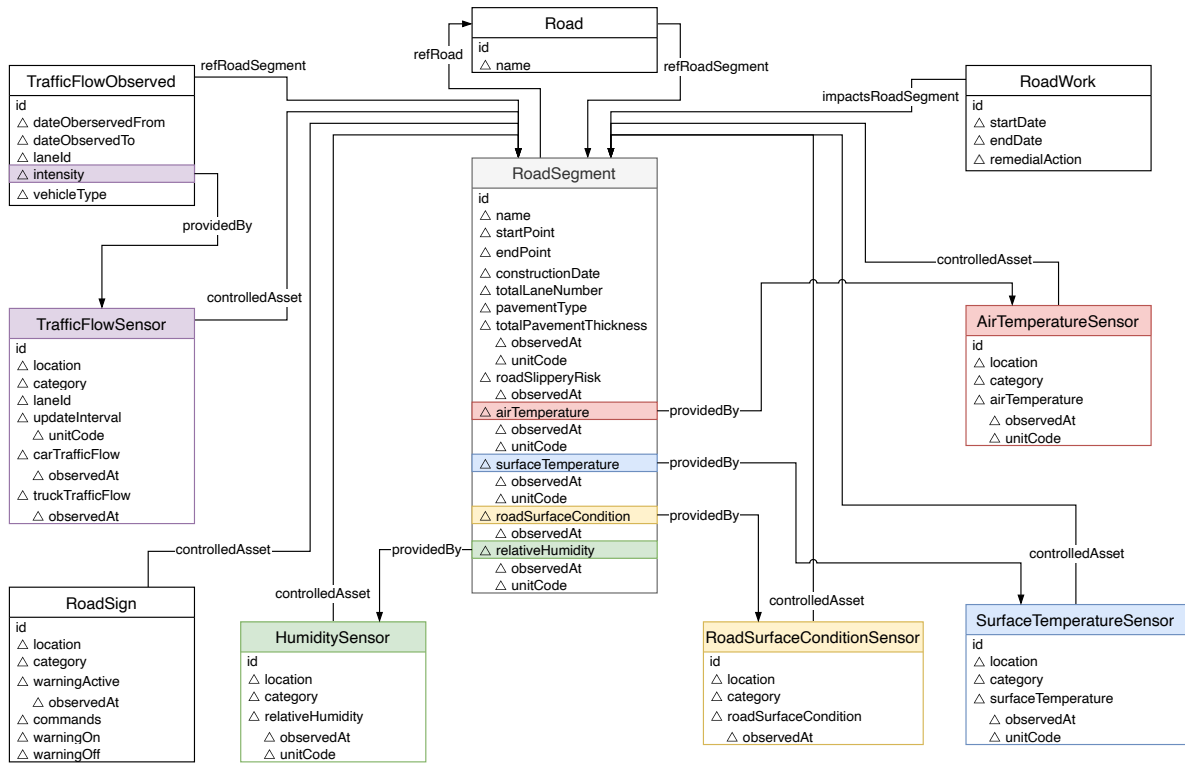 Road
id
△ name
refRoad
refRoadSegment
refRoadSegment
TrafficFlowObserved
id
△ dateOberservedFrom
△ dateObservedTo
△ laneId
△ intensity
△ vehicleType
providedBy
impactsRoadSegment
RoadWork
id
△ startDate
△ endDate
△ remedialAction
RoadSegment
id
△ name
△ startPoint
△ endPoint
△ constructionDate
△ totalLaneNumber
△ pavementType
△ totalPavementThickness
△ observedAt
△ unitCode
△ roadSlipperyRisk
△ observedAt
△ airTemperature
△ observedAt
△ unitCode
△ surfaceTemperature
△ observedAt
△ unitCode
△ roadSurfaceCondition
△ observedAt
△ relativeHumidity
△ observedAt
△ unitCode
controlledAsset
TrafficFlowSensor
id
△ location
△ category
△ laneId
△ updateInterval
△ unitCode
△ carTrafficFlow
△ observedAt
△ truckTrafficFlow
△ observedAt
controlledAsset
providedBy
AirTemperatureSensor
id
△ location
△ category
△ airTemperature
△ observedAt
△ unitCode
providedBy
providedBy
controlledAsset
providedBy
controlledAsset
RoadSign
id
△ location
△ category
△ warningActive
△ observedAt
△ commands
△ warningOn
△ warningOff
controlledAsset
HumiditySensor
id
△ location
△ category
△ relativeHumidity
△ observedAt
△ unitCode
controlledAsset
RoadSurfaceConditionSensor
id
△ location
△ category
△ roadSurfaceCondition
△ observedAt
SurfaceTemperatureSensor
id
△ location
△ category
△ surfaceTemperature
△ observedAt
△ unitCode